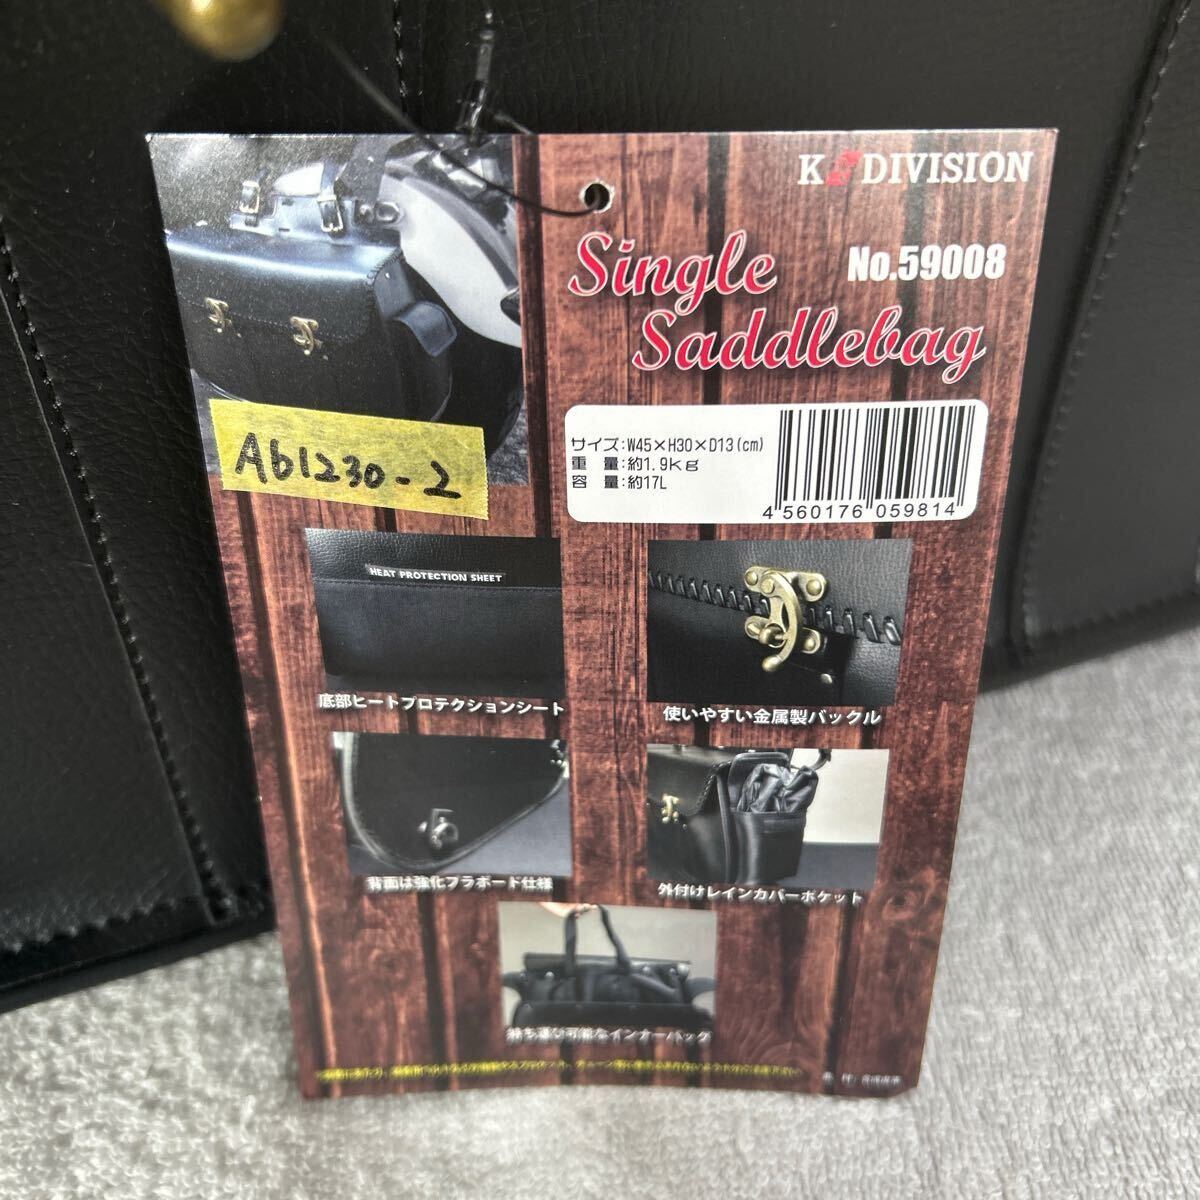 K DIVISION
Single
No.59008
Saddlebag
サイズ:W45×H30×D13(cm)
重 量:約1.9kg
容 量:約17L
4 560176 059814
Ab1230-2
HEAT PROTECTION SHEET
底部ヒートプロテクションシート
使いやすい金属製バックル
背面は強化プラボード仕様
外付けレインカバーポケット
持ち運び可能なインナーバッグ